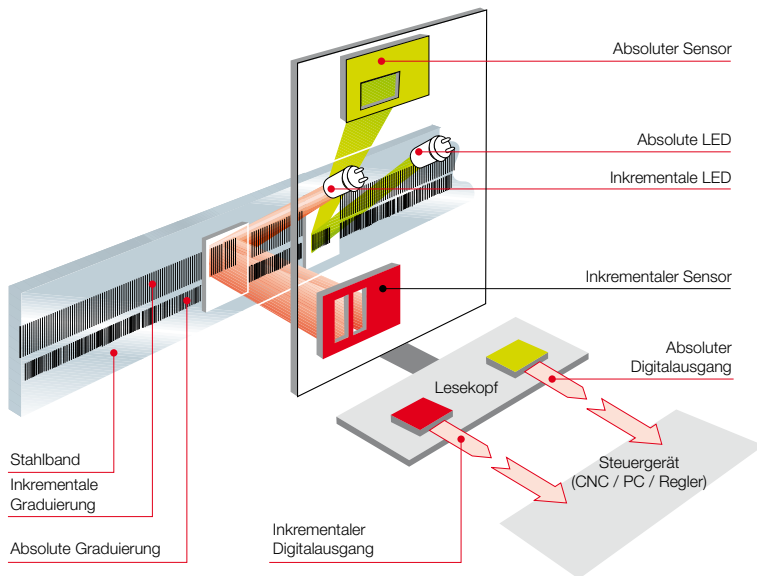 Absoluter Sensor
Absolute LED
Inkrementale LED
Inkrementaler Sensor
Absoluter
Digitalausgang
Lesekopf
Steuergerät
(CNC / PC / Regler)
Stahlband
Inkrementale
Graduierung
Absolute Graduierung
Inkrementaler
Digitalausgang